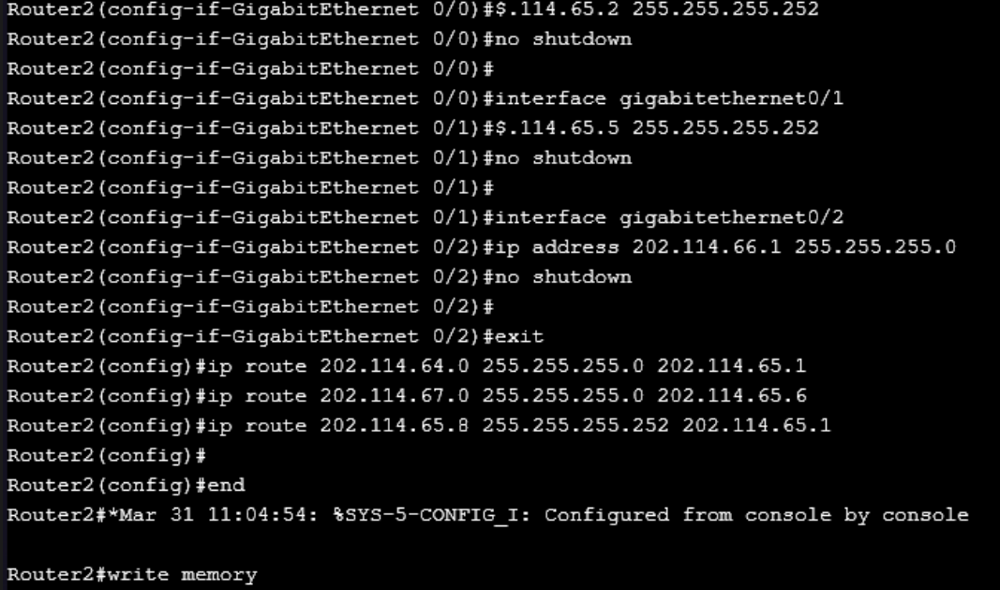 Router2(config-if-GigabitEthernet 0/0)#$.114.65.2 255.255.255.252
Router2(config-if-GigabitEthernet 0/0)#no shutdown
Router2(config-if-GigabitEthernet 0/0)#
Router2(config-if-GigabitEthernet 0/0)#interface gigabitethernet0/1
Router2(config-if-GigabitEthernet 0/1)#$.114.65.5 255.255.255.252
Router2(config-if-GigabitEthernet 0/1)#no shutdown
Router2(config-if-GigabitEthernet 0/1)#
Router2(config-if-GigabitEthernet 0/1)#interface gigabitethernet0/2
Router2(config-if-GigabitEthernet 0/2)#ip address 202.114.66.1 255.255.255.0
Router2(config-if-GigabitEthernet 0/2)#no shutdown
Router2(config-if-GigabitEthernet 0/2)#
Router2(config-if-GigabitEthernet 0/2)#exit
Router2(config)#ip route 202.114.64.0 255.255.255.0 202.114.65.1
Router2(config)#ip route 202.114.67.0 255.255.255.0 202.114.65.6
Router2(config)#ip route 202.114.65.8 255.255.255.252 202.114.65.1
Router2(config)#
Router2(config)#end
Router2#*Mar 31 11:04:54: %SYS-5-CONFIG_I: Configured from console by console
Router2#write memory